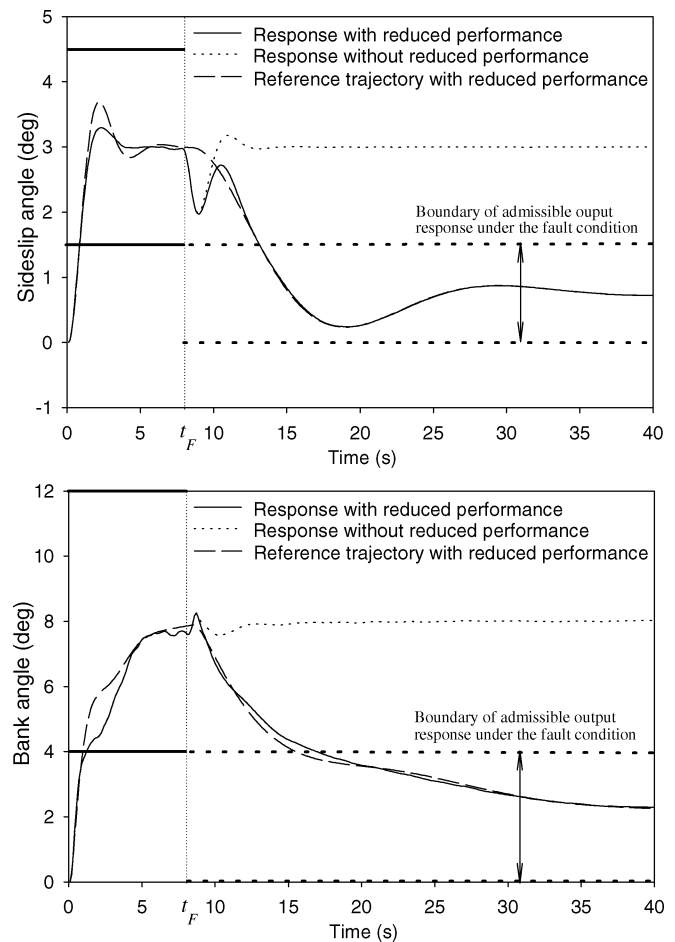 5
4
3
2
1
0
-1
Sideslip angle (deg)
Response with reduced performance
Response without reduced performance
Reference trajectory with reduced performance
Boundary of admissible ouput
response under the fault condition
0 5 tF 10 15 20 25 30 35 40
Time (s)
12
10
8
6
4
2
0
Bank angle (deg)
Response with reduced performance
Response without reduced performance
Reference trajectory with reduced performance
Boundary of admissible output
response under the fault condition
0 5 tF 10 15 20 25 30 35 40
Time (s)